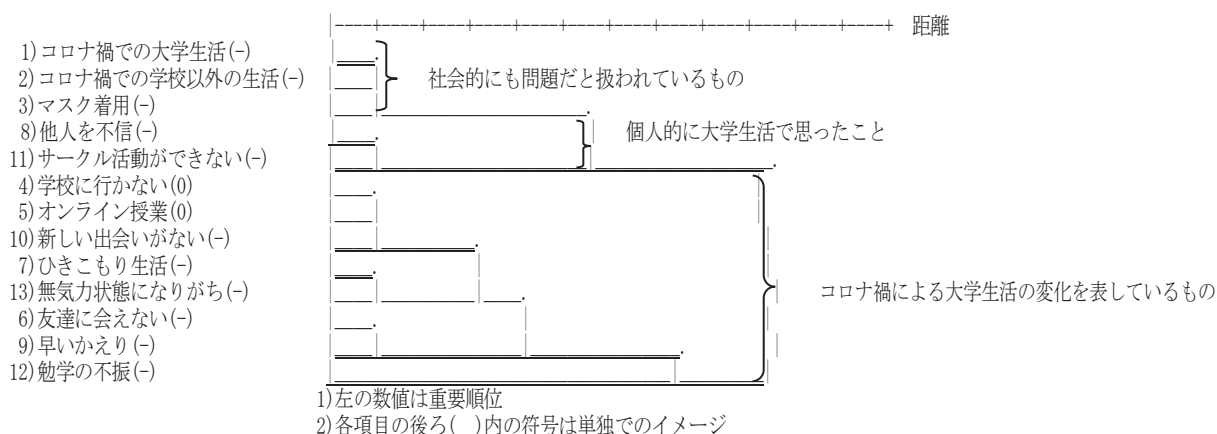 距離
1)コロナ禍での大学生活(-)
2)コロナ禍での学校以外の生活(-)
社会的にも問題だと扱われているもの
3)マスク着用(-)
8)他人を不信(-)
個人的に大学生活で思ったこと
11)サークル活動ができない(-)
4)学校に行かない(0)
5)オンライン授業(0)
10)新しい出会いがない(-)
7)ひきこもり生活(-)
13)無気力状態になりがち(-)
コロナ禍による大学生活の変化を表しているもの
6)友達に会えない(-)
9)早いかえり(-)
12)勉学の不振(-)
1)左の数値は重要順位
2)各項目の後ろ( )内の符号は単独でのイメージ